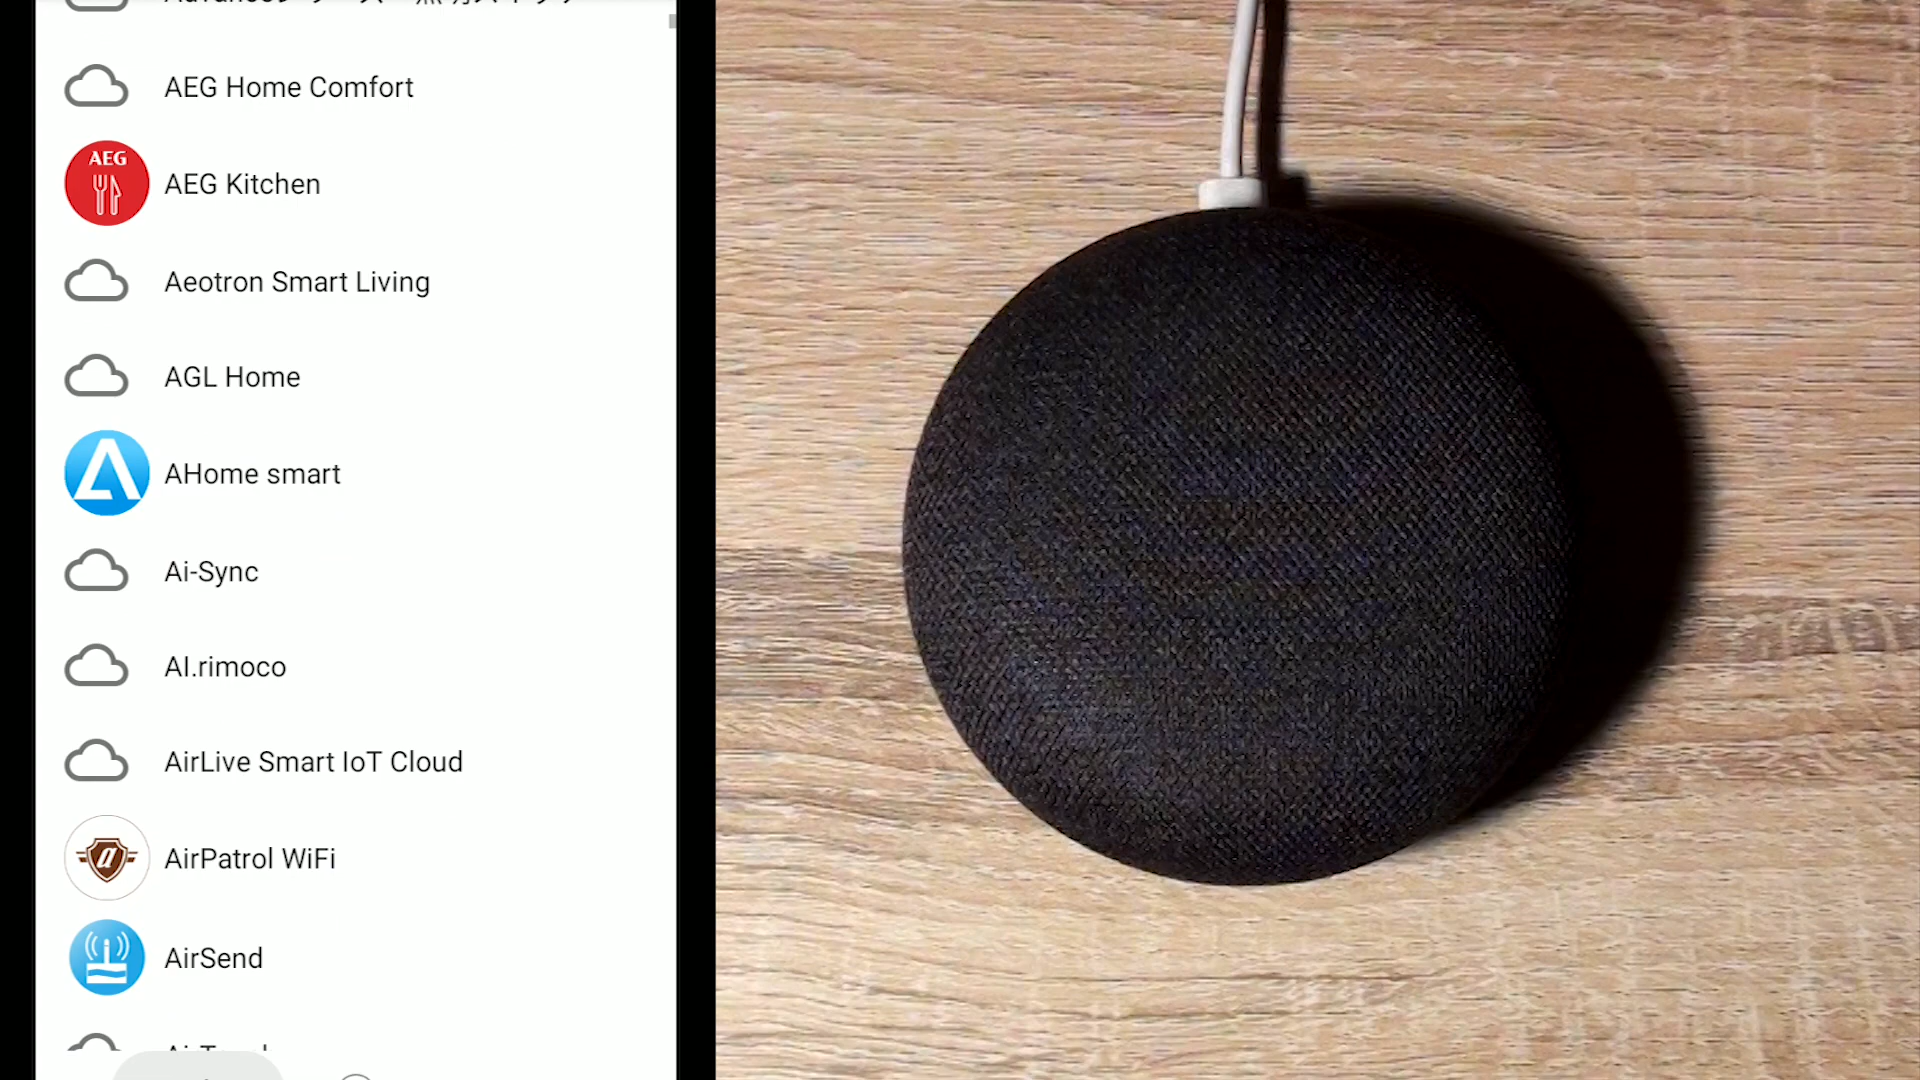 AEG Home Comfort
AEG
AEG Kitchen
Aeotron Smart Living
AGL Home
AHome smart
Ai-Sync
AI.rimoco
AirLive Smart IoT Cloud
a
AirPatrol WiFi
AirSend